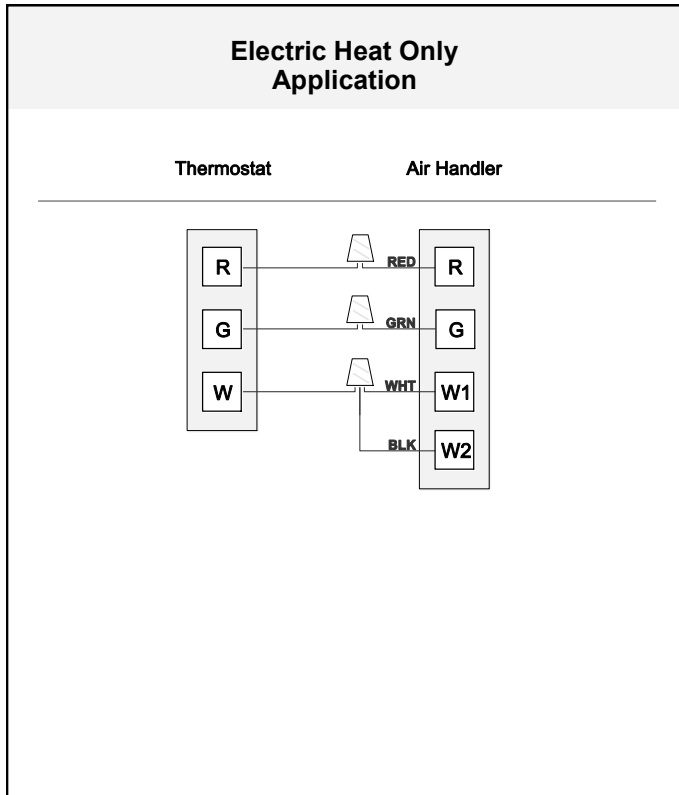 Electric Heat Only
Application
Thermostat Air Handler
R RED R
G GRN G
W WHT W1
BLK W2